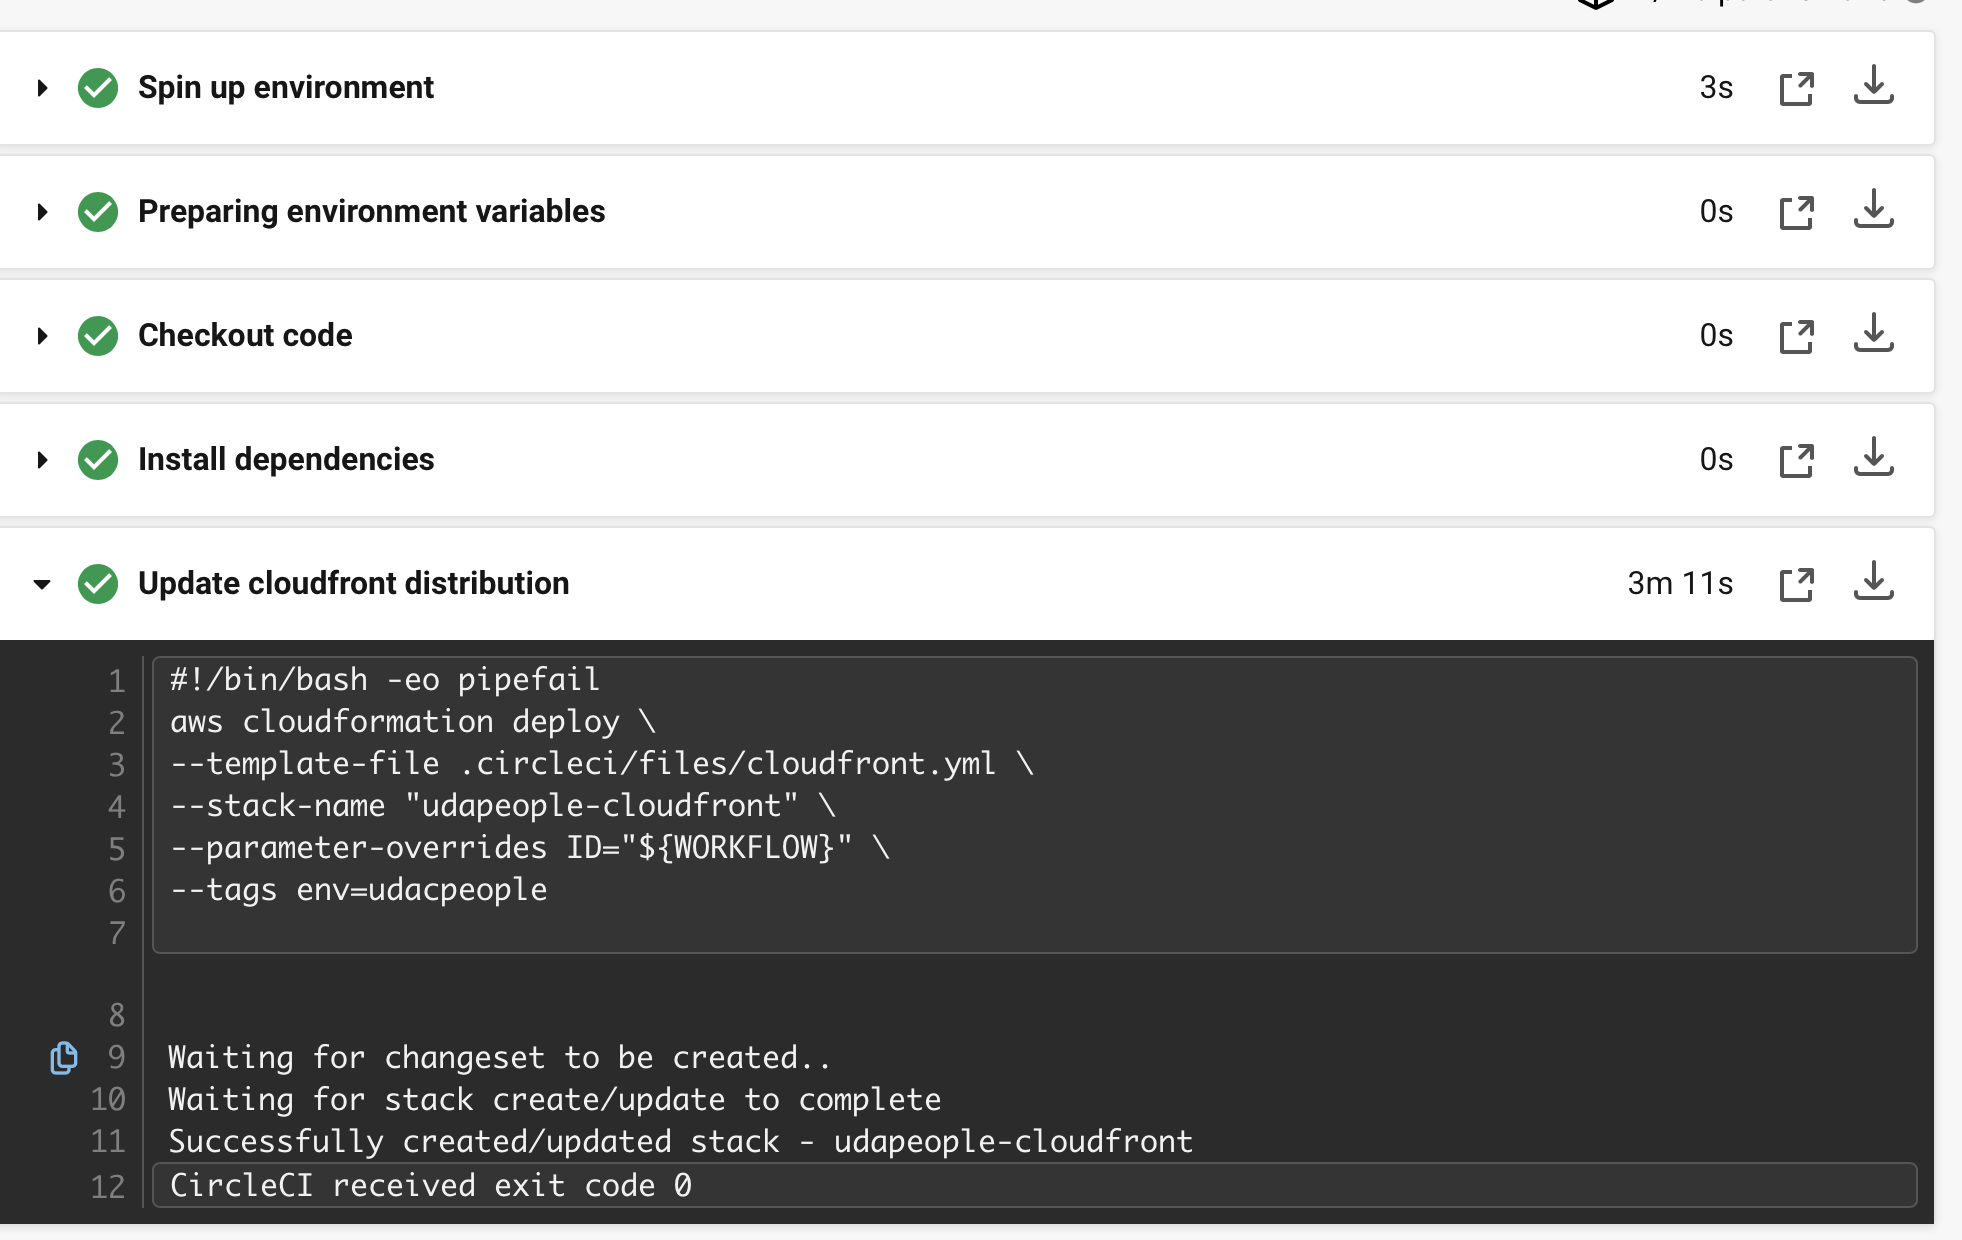 Spin up environment 3s
Preparing environment variables 0s
Checkout code 0s
Install dependencies 0s
Update cloudfront distribution 3m 11s
1 #!/bin/bash -eo pipefail
2 aws cloudformation deploy \
3 --template-file .circleci/files/cloudfront.yml \
4 --stack-name "udapeople-cloudfront" \
5 --parameter-overrides ID="${WORKFLOW}" \
6 --tags env=udacpeople
7
8
9 Waiting for changeset to be created..
10 Waiting for stack create/update to complete
11 Successfully created/updated stack - udapeople-cloudfront
12 CircleCI received exit code 0